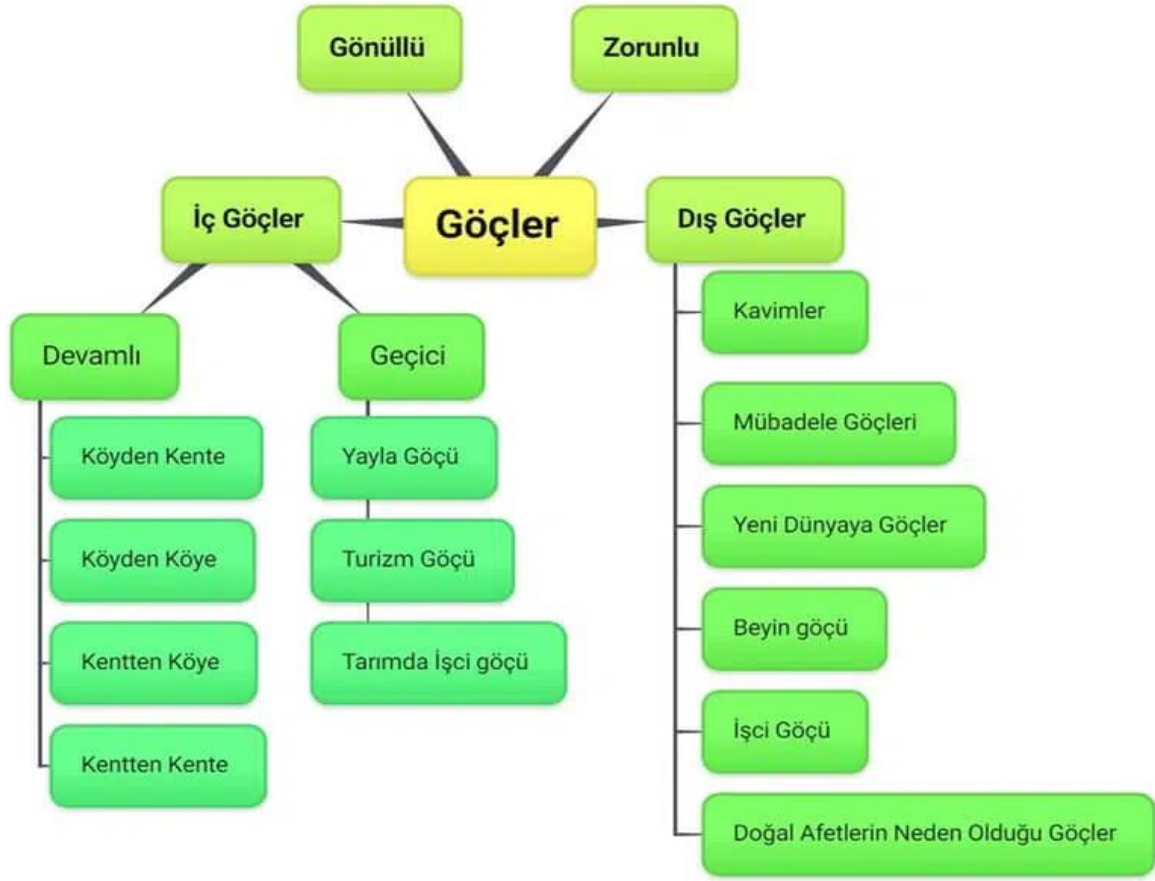 Gönüllü
Zorunlu
İç Göçler
Göçler
Dış Göçler
Devamlı
Köyden Kente
Köyden Köye
Kentten Köye
Kentten Kente
Geçici
Yayla Göçü
Turizm Göçü
Tarımda İşci göçü
Kavimler
Mübadele Göçleri
Yeni Dünyaya Göçler
Beyin göçü
İşci Göçü
Doğal Afetlerin Neden Olduğu Göçler